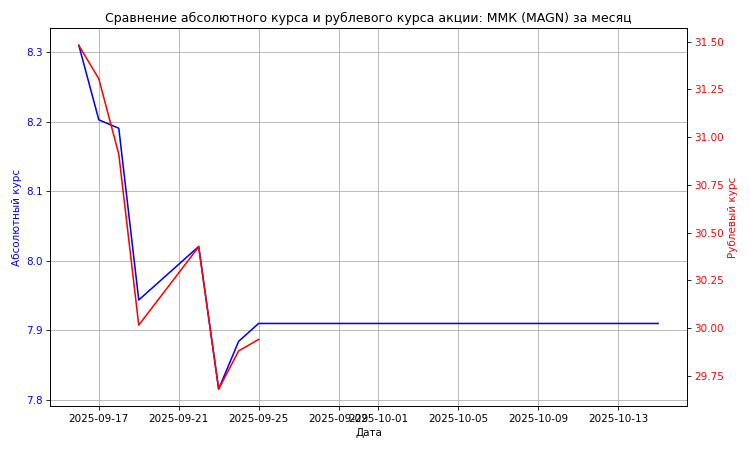 Сравнение абсолютного курса и рублевого курса акции: ММК (MAGN) за месяц
Абсолютный курс
8.3
8.2
8.1
8.0
7.9
7.8
31.50
31.25
31.00
30.75
30.50
30.25
30.00
29.75
Рублевый курс
2025-09-17 2025-09-21 2025-09-25 2025-09-29 2025-10-01 2025-10-05 2025-10-09 2025-10-13
Дата